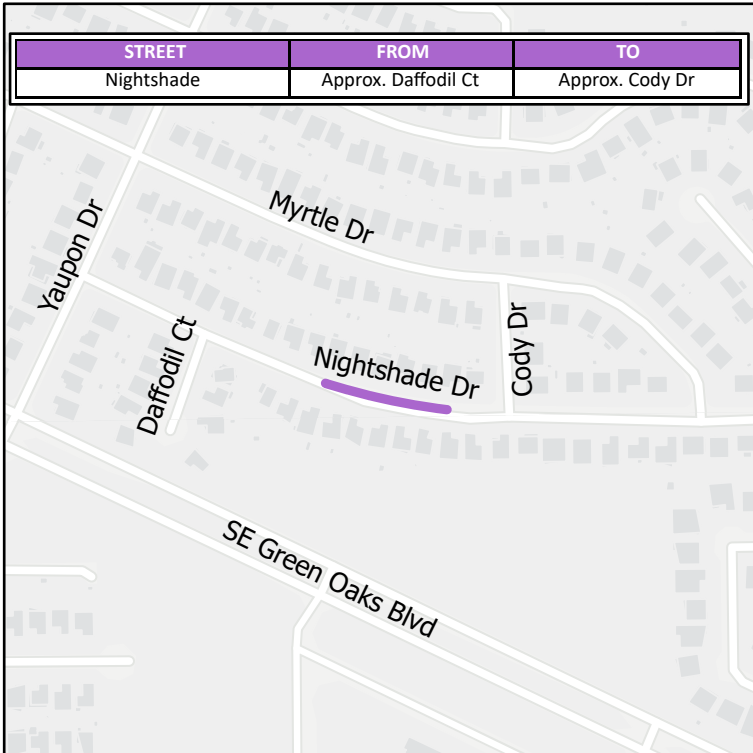 STREET FROM TO
Nightshade Approx. Daffodil Ct Approx. Cody Dr
Myrtle Dr
Yaupon Dr
Daffodil Ct
Nightshade Dr
Cody Dr
SE Green Oaks Blvd